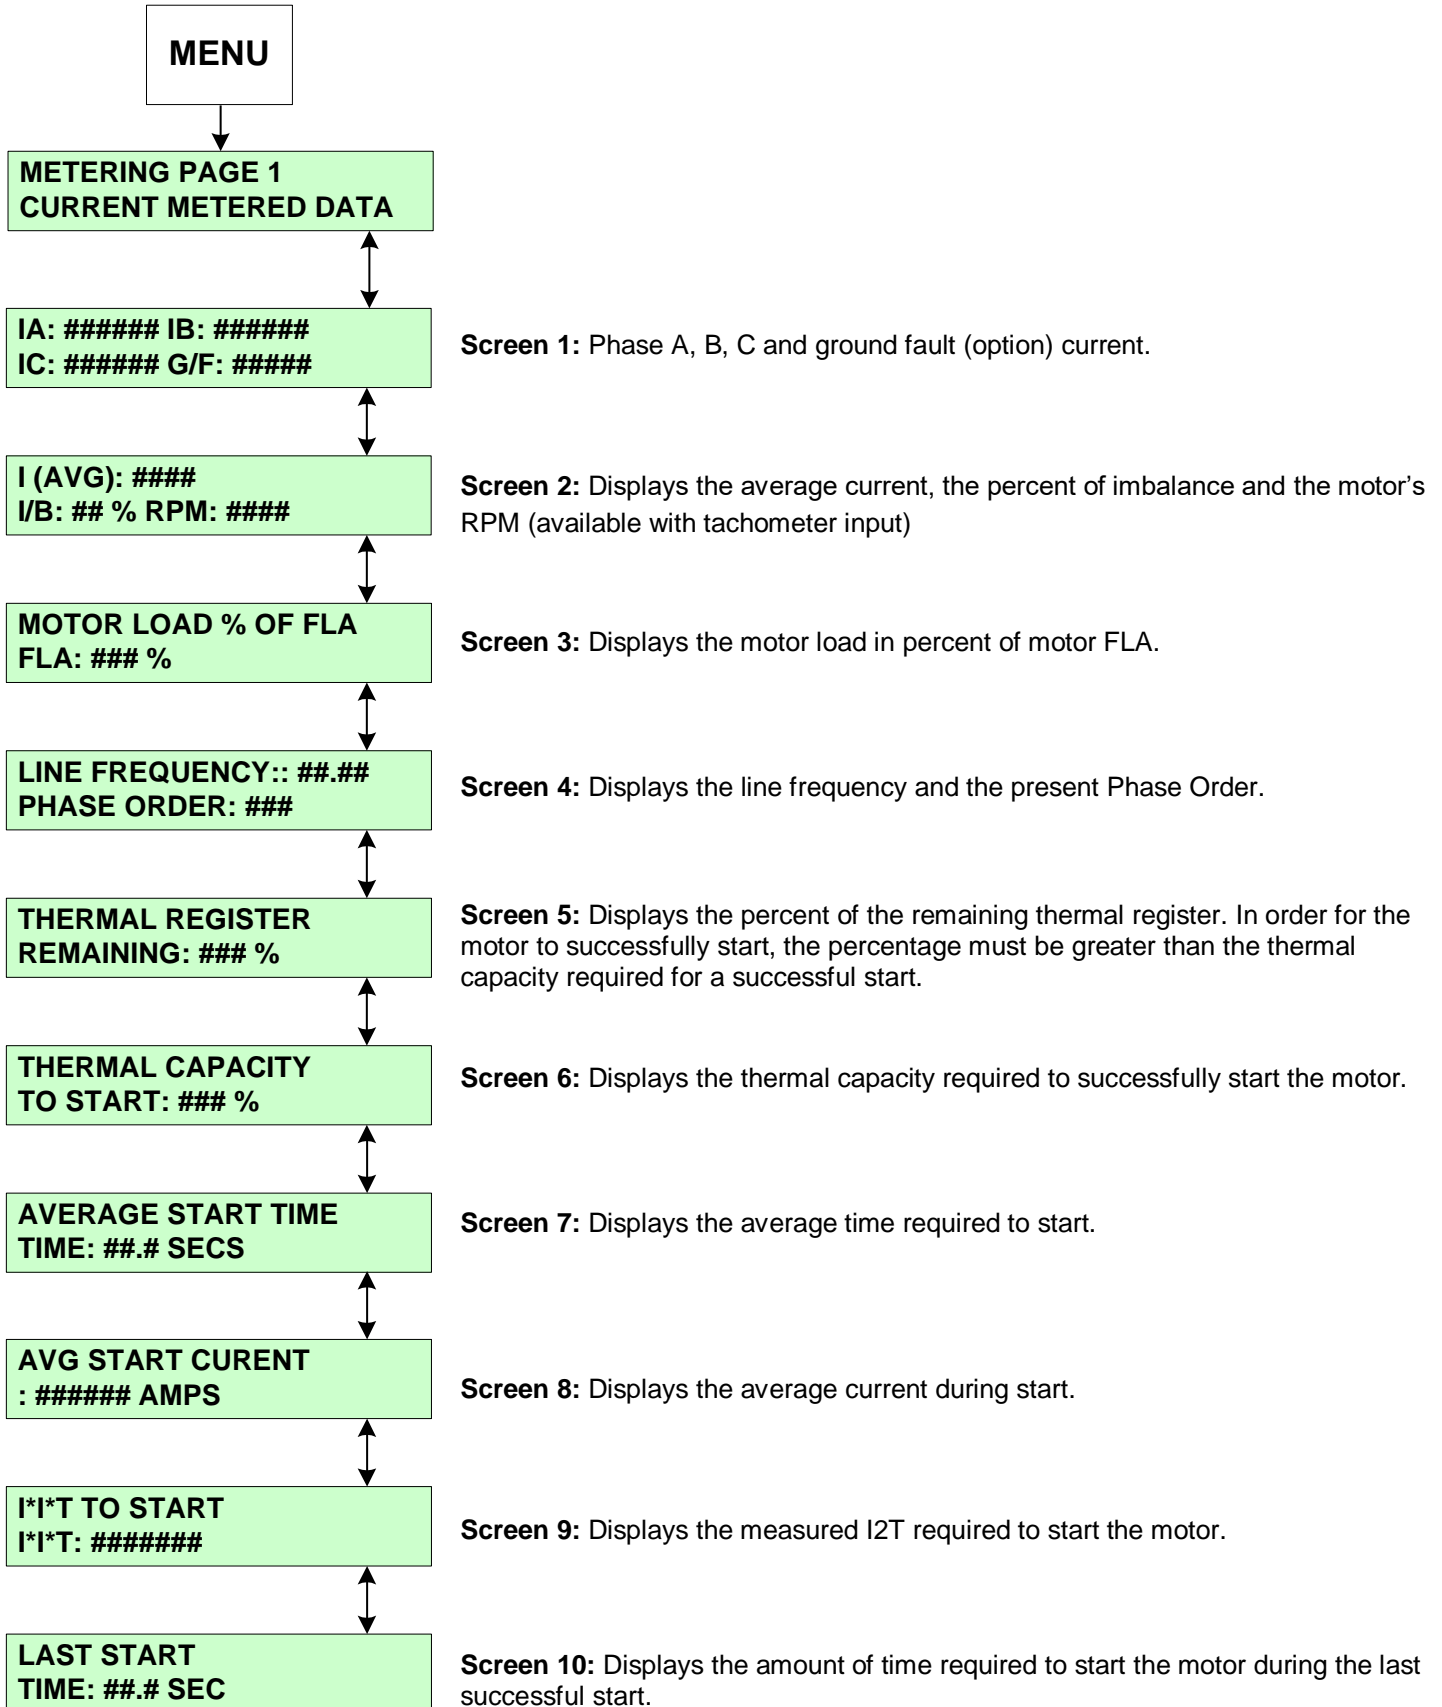 MENU
METERING PAGE 1
CURRENT METERED DATA
IA: ###### IB: ######
IC: ###### G/F: #####
Screen 1: Phase A, B, C and ground fault (option) current.
I (AVG): ####
I/B: ## % RPM: ####
Screen 2: Displays the average current, the percent of imbalance and the motor’s
RPM (available with tachometer input)
MOTOR LOAD % OF FLA
FLA: ### %
Screen 3: Displays the motor load in percent of motor FLA.
LINE FREQUENCY:: ##.##
PHASE ORDER: ###
Screen 4: Displays the line frequency and the present Phase Order.
THERMAL REGISTER
REMAINING: ### %
Screen 5: Displays the percent of the remaining thermal register. In order for the
motor to successfully start, the percentage must be greater than the thermal
capacity required for a successful start.
THERMAL CAPACITY
TO START: ### %
Screen 6: Displays the thermal capacity required to successfully start the motor.
AVERAGE START TIME
TIME: ##.# SECS
Screen 7: Displays the average time required to start.
AVG START CURENT
: ###### AMPS
Screen 8: Displays the average current during start.
I*I*T TO START
I*I*T: #######
Screen 9: Displays the measured I2T required to start the motor.
LAST START
TIME: ##.# SEC
Screen 10: Displays the amount of time required to start the motor during the last
successful start.